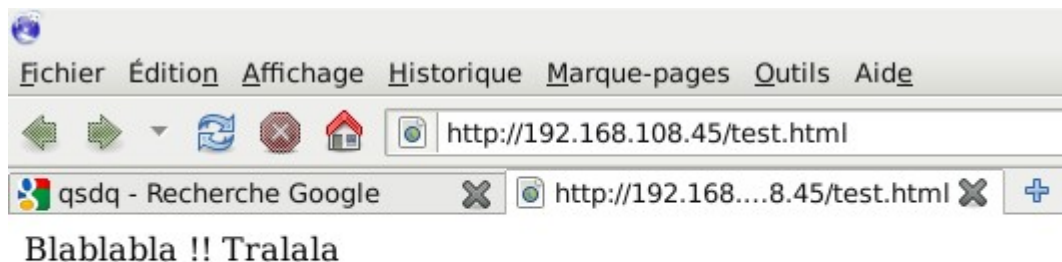 Fichier Édition Affichage Historique Marque-pages Outils Aide
http://192.168.108.45/test.html
qsdq - Recherche Google http://192.168....8.45/test.html
Blablabla !! Tralala